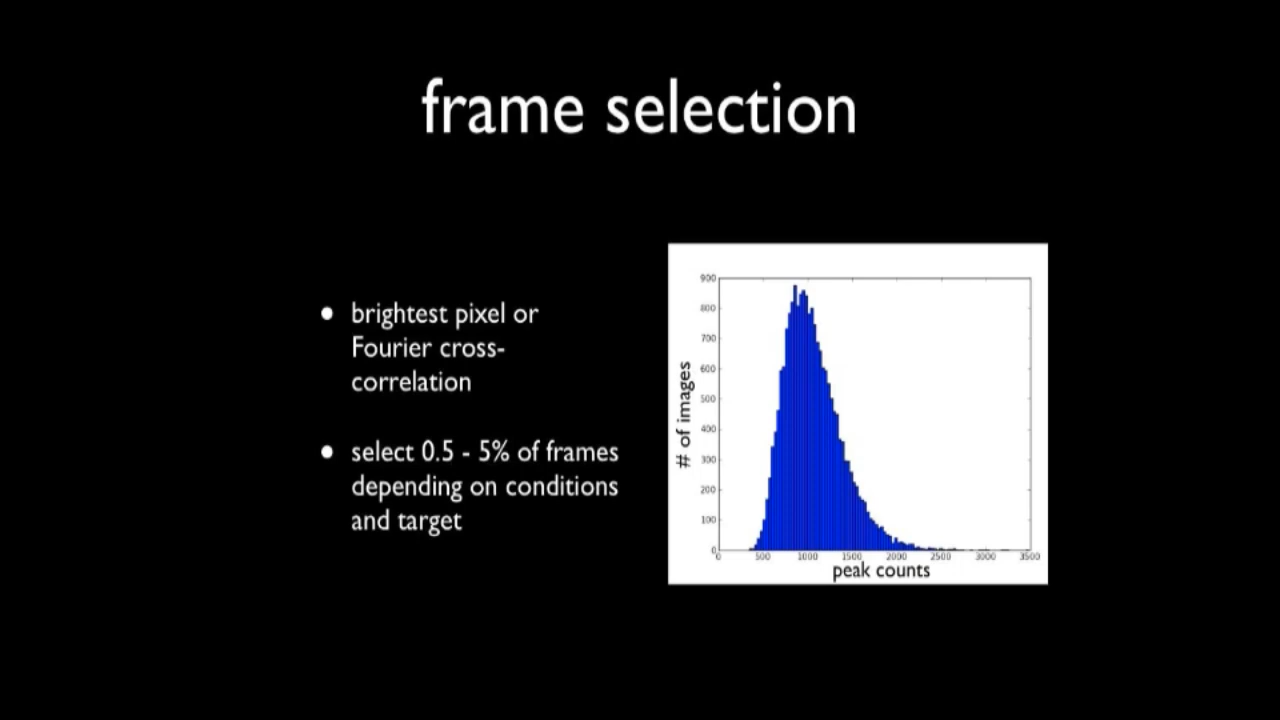 frame selection
• brightest pixel or
Fourier cross-
correlation
• select 0.5 - 5% of frames
depending on conditions
and target
900
800
700
600
500
400
300
200
100
0
# of images
0 500 1000 1500 2000 2500 3000 3500
peak counts